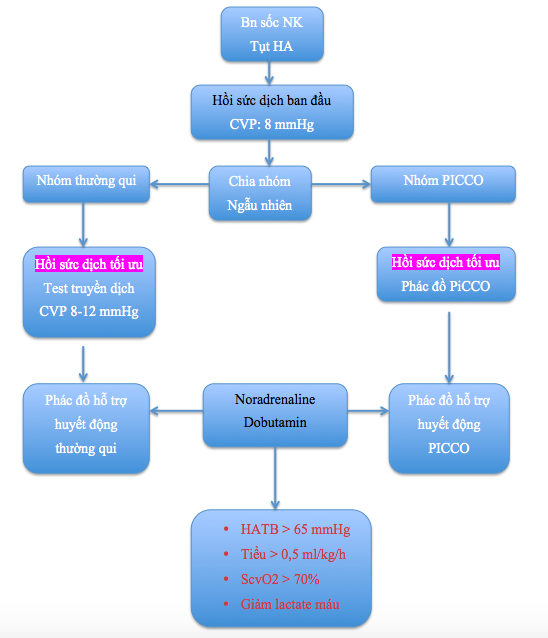 Bn sốc NK
Tụt HA
Hồi sức dịch ban đầu
CVP: 8 mmHg
Nhóm thường qui
Chia nhóm
Ngẫu nhiên
Nhóm PICCO
Hồi sức dịch tối ưu
Test truyền dịch
CVP 8-12 mmHg
Hồi sức dịch tối ưu
Phác đồ PiCCO
Phác đồ hỗ trợ
huyết động
thường qui
Noradrenaline
Dobutamin
Phác đồ hỗ trợ
huyết động
PICCO
• HATB > 65 mmHg
• Tiểu > 0,5 ml/kg/h
• ScvO2 > 70%
• Giảm lactate máu